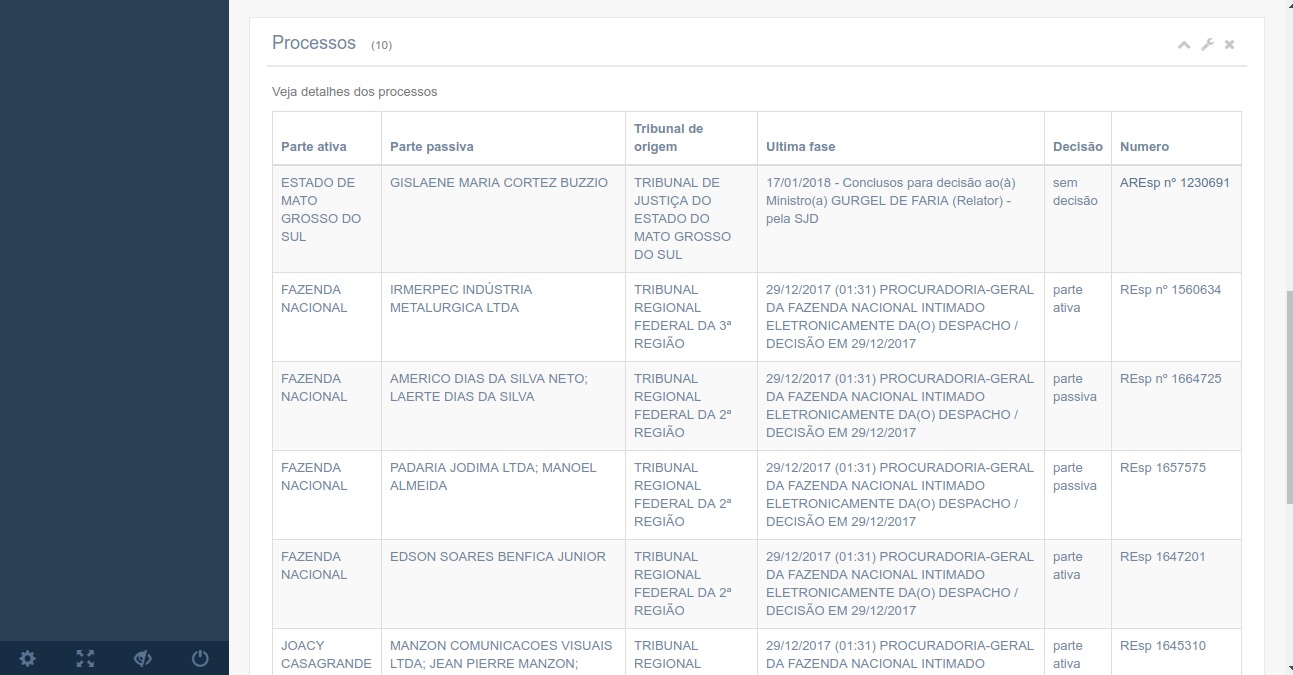 Processos (10)
Veja detalhes dos processos
Parte ativa
Parte passiva
Tribunal de
origem
Ultima fase
Decisão
Numero
ESTADO DE
MATO
GROSSO DO
SUL
GISLAENE MARIA CORTEZ BUZZIO
TRIBUNAL DE
JUSTIÇA DO
ESTADO DO
MATO GROSSO
DO SUL
17/01/2018 - Conclusos para decisão ao(à)
Ministro(a) GURGEL DE FARIA (Relator) -
pela SJD
sem
decisão
AREsp nº 1230691
FAZENDA
NACIONAL
IRMERPEC INDÚSTRIA
METALURGICA LTDA
TRIBUNAL
REGIONAL
FEDERAL DA 3ª
REGIÃO
29/12/2017 (01:31) PROCURADORIA-GERAL
DA FAZENDA NACIONAL INTIMADO
ELETRONICAMENTE DA(O) DESPACHO /
DECISÃO EM 29/12/2017
parte
ativa
REsp nº 1560634
FAZENDA
NACIONAL
AMERICO DIAS DA SILVA NETO;
LAERTE DIAS DA SILVA
TRIBUNAL
REGIONAL
FEDERAL DA 2ª
REGIÃO
29/12/2017 (01:31) PROCURADORIA-GERAL
DA FAZENDA NACIONAL INTIMADO
ELETRONICAMENTE DA(O) DESPACHO /
DECISÃO EM 29/12/2017
parte
passiva
REsp nº 1664725
FAZENDA
NACIONAL
PADARIA JODIMA LTDA; MANOEL
ALMEIDA
TRIBUNAL
REGIONAL
FEDERAL DA 2ª
REGIÃO
29/12/2017 (01:31) PROCURADORIA-GERAL
DA FAZENDA NACIONAL INTIMADO
ELETRONICAMENTE DA(O) DESPACHO /
DECISÃO EM 29/12/2017
parte
passiva
REsp 1657575
FAZENDA
NACIONAL
EDSON SOARES BENFICA JUNIOR
TRIBUNAL
REGIONAL
FEDERAL DA 2ª
REGIÃO
29/12/2017 (01:31) PROCURADORIA-GERAL
DA FAZENDA NACIONAL INTIMADO
ELETRONICAMENTE DA(O) DESPACHO /
DECISÃO EM 29/12/2017
parte
ativa
REsp 1647201
JOACY
CASAGRANDE
MANZON COMUNICACOES VISUAIS
LTDA; JEAN PIERRE MANZON;
TRIBUNAL
REGIONAL
29/12/2017 (01:31) PROCURADORIA-GERAL
DA FAZENDA NACIONAL INTIMADO
parte
ativa
REsp 1645310